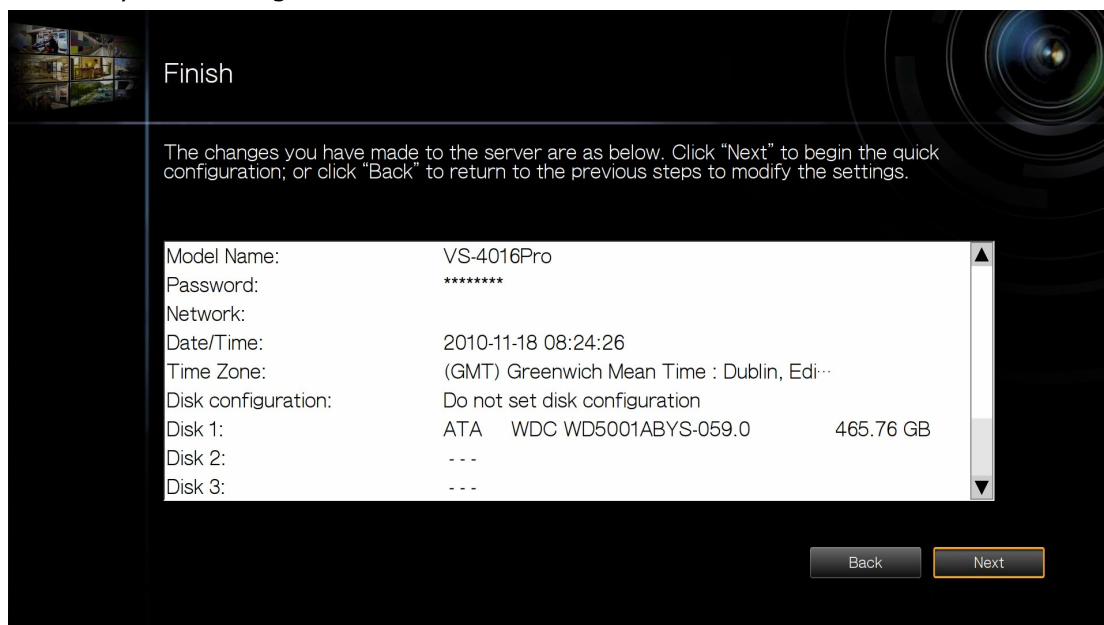 Finish
The changes you have made to the server are as below. Click “Next” to begin the quick
configuration; or click “Back” to return to the previous steps to modify the settings.
Model Name: VS-4016Pro
Password: ********
Network:
Date/Time: 2010-11-18 08:24:26
Time Zone: (GMT) Greenwich Mean Time : Dublin, Edi···
Disk configuration: Do not set disk configuration
Disk 1: ATA WDC WD5001ABYS-059.0 465.76 GB
Disk 2: - - -
Disk 3: - - -
Back Next